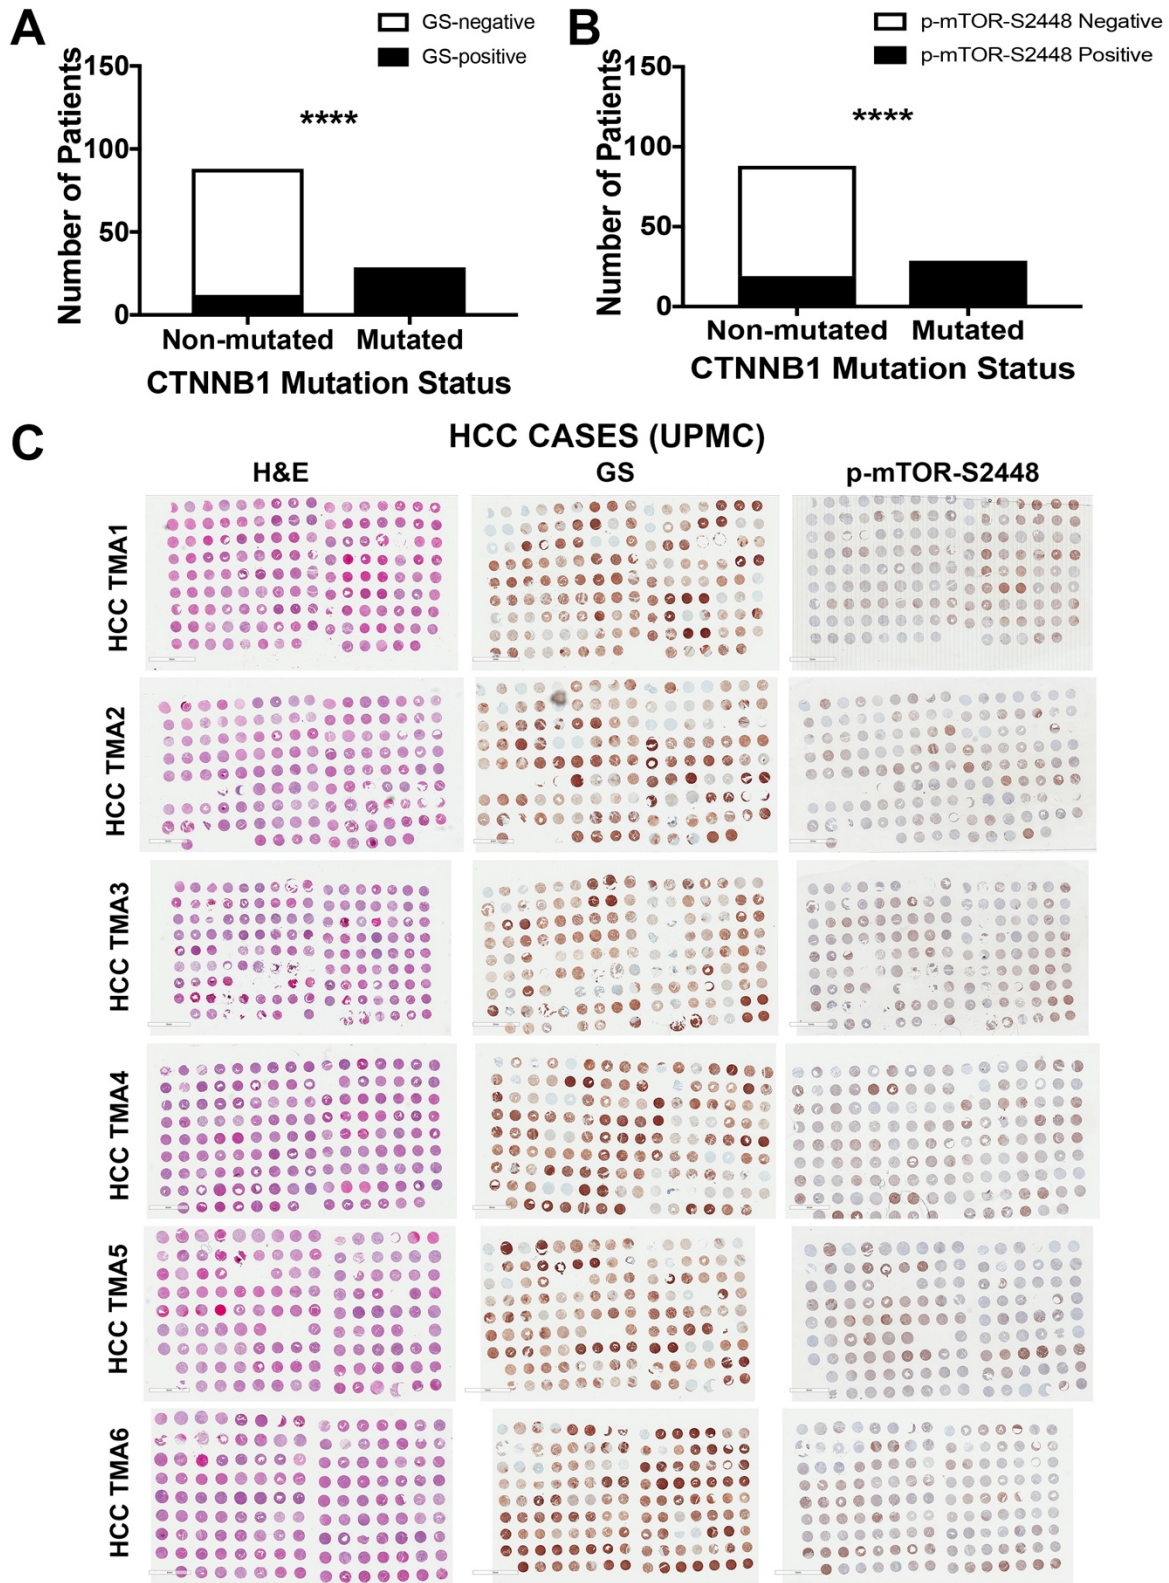 A
GS-negative
GS-positive
150
100
50
0
Number of Patients
****
Non-mutated Mutated
CTNNB1 Mutation Status
B
p-mTOR-S2448 Negative
p-mTOR-S2448 Positive
150
100
50
0
Number of Patients
****
Non-mutated Mutated
CTNNB1 Mutation Status
C
HCC CASES (UPMC)
H&E GS p-mTOR-S2448
HCC TMA1
HCC TMA2
HCC TMA3
HCC TMA4
HCC TMA5
HCC TMA6